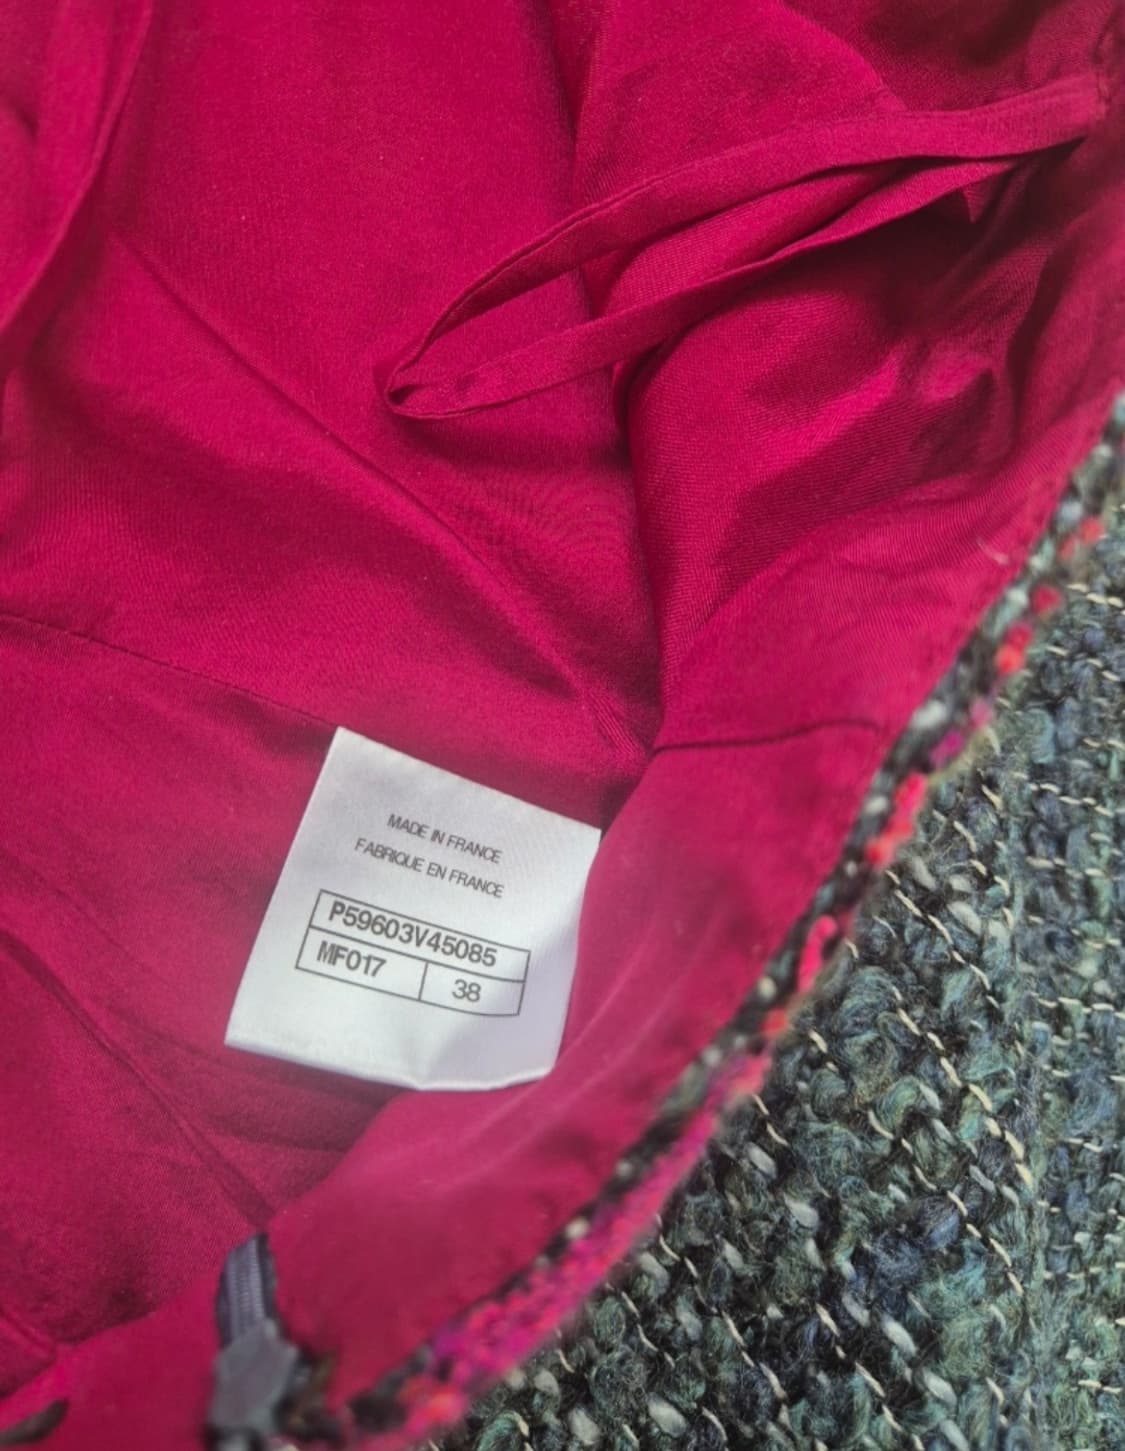 MADE IN FRANCE
FABRIQUE EN FRANCE
P59603V45085
MF017 38